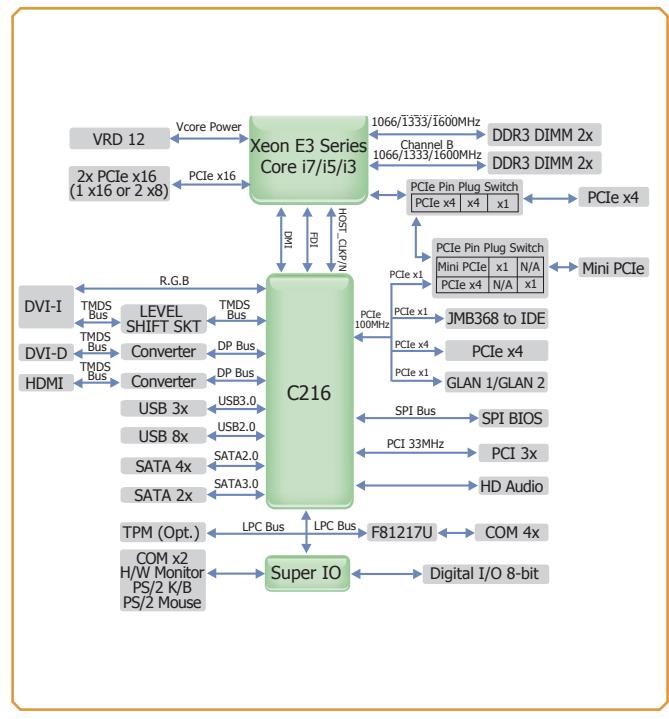 Vcore Power
1066/1333/1600MHz
VRD 12
Xeon E3 Series
Core i7/i5/i3
DDR3 DIMM 2x
Channel B
1066/1333/1600MHz
DDR3 DIMM 2x
2x PCIe x16
(1 x16 or 2 x8)
PCIe x16
PCIe Pin Plug Switch
PCIe x4 x4 x1
PCIe x4
DMI
FDI
HOST_CLKP/N
PCIe Pin Plug Switch
Mini PCIe x1 N/A
PCIe x4 N/A x1
Mini PCIe
R.G.B
PCIe x1
DVI-I
TMDS
Bus
LEVEL
SHIFT SKT
TMDS
Bus
PCIe
100MHz
PCIe x1
JMB368 to IDE
DVI-D
TMDS
Bus
Converter
DP Bus
PCIe x4
PCIe x4
HDMI
TMDS
Bus
Converter
DP Bus
PCIe x1
GLAN 1/GLAN 2
C216
USB 3x
USB3.0
SPI Bus
SPI BIOS
USB 8x
USB2.0
PCI 33MHz
PCI 3x
SATA 4x
SATA2.0
SATA 2x
SATA3.0
HD Audio
TPM (Opt.)
LPC Bus
LPC Bus
F81217U
COM 4x
COM x2
H/W Monitor
PS/2 K/B
PS/2 Mouse
Super IO
Digital I/O 8-bit